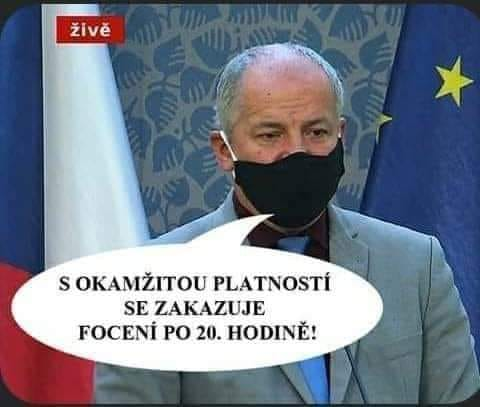 živě
S OKAMŽITOU PLATNOSTÍ
SE ZAKAZUJE
FOCENÍ PO 20. HODINĚ!